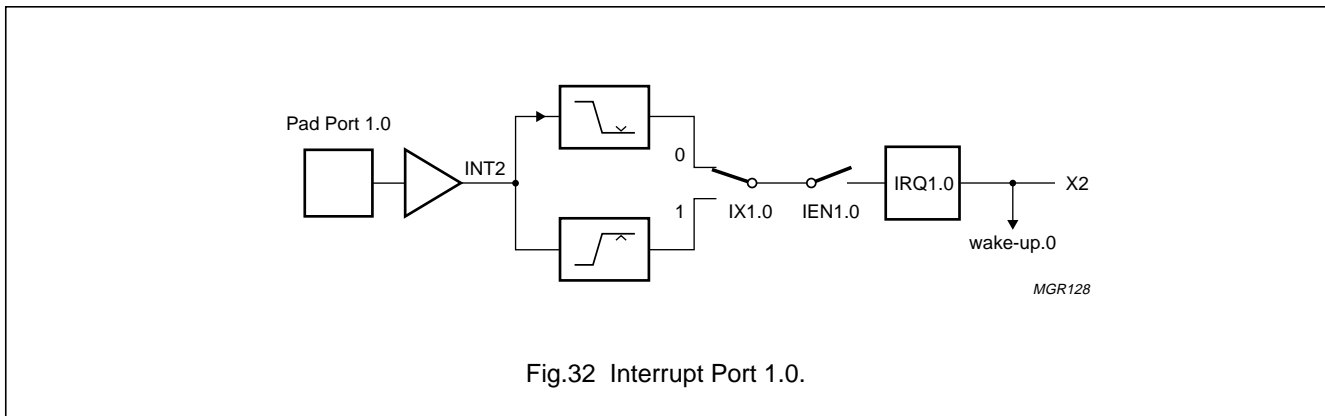 Pad Port 1.0
INT2
0
1
IX1.0
IEN1.0
IRQ1.0
X2
wake-up.0
MGR128
Fig.32 Interrupt Port 1.0.